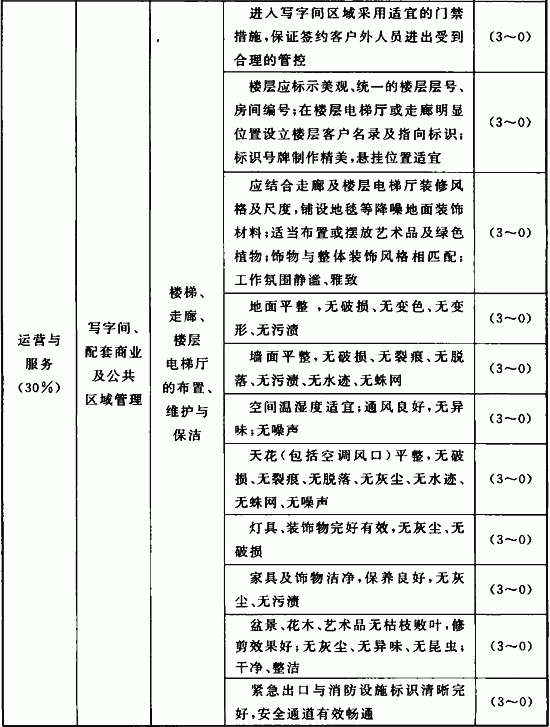 进入写字间区域采用适宜的门禁
措施,保证签约客户外人员进出受到
合理的管控
(3～0)
楼层应标示美观、统一的楼层层号、
房间编号;在楼层电梯厅或走廊明显
位置设立楼层客户名录及指向标识;
标识号牌制作精美,悬挂位置适宜
(3～0)
应结合走廊及楼层电梯厅装修风
格及尺度,铺设地毯等降噪地面装饰
材料;适当布置或摆放艺术品及绿色
植物;饰物与整体装饰风格相匹配;
工作氛围静谧、雅致
(3～0)
运营与
服务
(30%)
写字间、
配套商业
及公共
区域管理
楼梯、
走廊、
楼层
电梯厅
的布置、
维护与
保洁
地面平整,无破损、无变色、无变
形、无污渍
(3～0)
墙面平整,无破损、无裂痕、无脱
落、无污渍、无水迹、无蛛网
(3～0)
空间温湿度适宜;通风良好,无异
味;无噪声
(3～0)
天花(包括空调风口)平整,无破
损、无裂痕、无脱落、无灰尘、无水迹、
无蛛网、无噪声
(3～0)
灯具、装饰物完好有效,无灰尘、无
破损
(3～0)
家具及饰物洁净,保养良好,无灰
尘、无污渍
(3～0)
盆景、花木、艺术品无枯枝败叶,修
剪效果好;无灰尘、无异味、无昆虫;
干净、整洁
(3～0)
紧急出口与消防设施标识清晰完
好,安全通道有效畅通
(3～0)